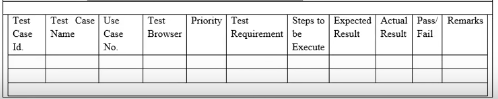 Test Case Id.
Test Case Name
Use Case No.
Test Browser
Priority
Test Requirement
Steps to be Execute
Expected Result
Actual Result
Pass/ Fail
Remarks